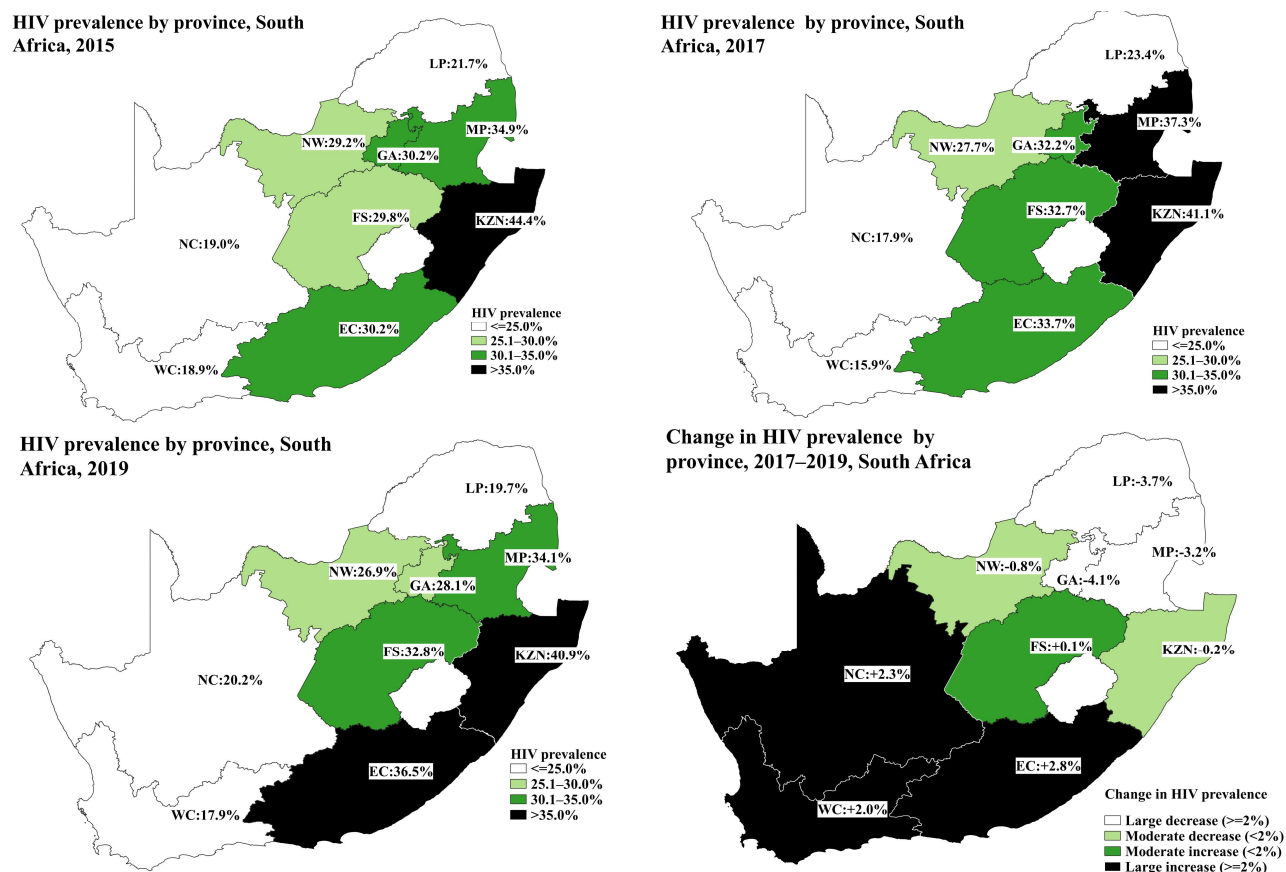 HIV prevalence by province, South
Africa, 2015
LP:21.7%
MP:34.9%
NW:29.2%
GA:30.2%
FS:29.8%
KZN:44.4%
NC:19.0%
EC:30.2%
WC:18.9%
HIV prevalence
<=25.0%
25.1–30.0%
30.1–35.0%
>35.0%
HIV prevalence by province, South
Africa, 2017
LP:23.4%
MP:37.3%
NW:27.7%
GA:32.2%
FS:32.7%
KZN:41.1%
NC:17.9%
EC:33.7%
WC:15.9%
HIV prevalence
<=25.0%
25.1–30.0%
30.1–35.0%
>35.0%
HIV prevalence by province, South
Africa, 2019
LP:19.7%
MP:34.1%
NW:26.9%
GA:28.1%
FS:32.8%
KZN:40.9%
NC:20.2%
EC:36.5%
WC:17.9%
HIV prevalence
<=25.0%
25.1–30.0%
30.1–35.0%
>35.0%
Change in HIV prevalence by
province, 2017–2019, South Africa
LP:-3.7%
MP:-3.2%
NW:-0.8%
GA:-4.1%
FS:+0.1%
KZN:-0.2%
NC:+2.3%
EC:+2.8%
WC:+2.0%
Change in HIV prevalence
Large decrease (>=2%)
Moderate decrease (<2%)
Moderate increase (<2%)
Large increase (>=2%)